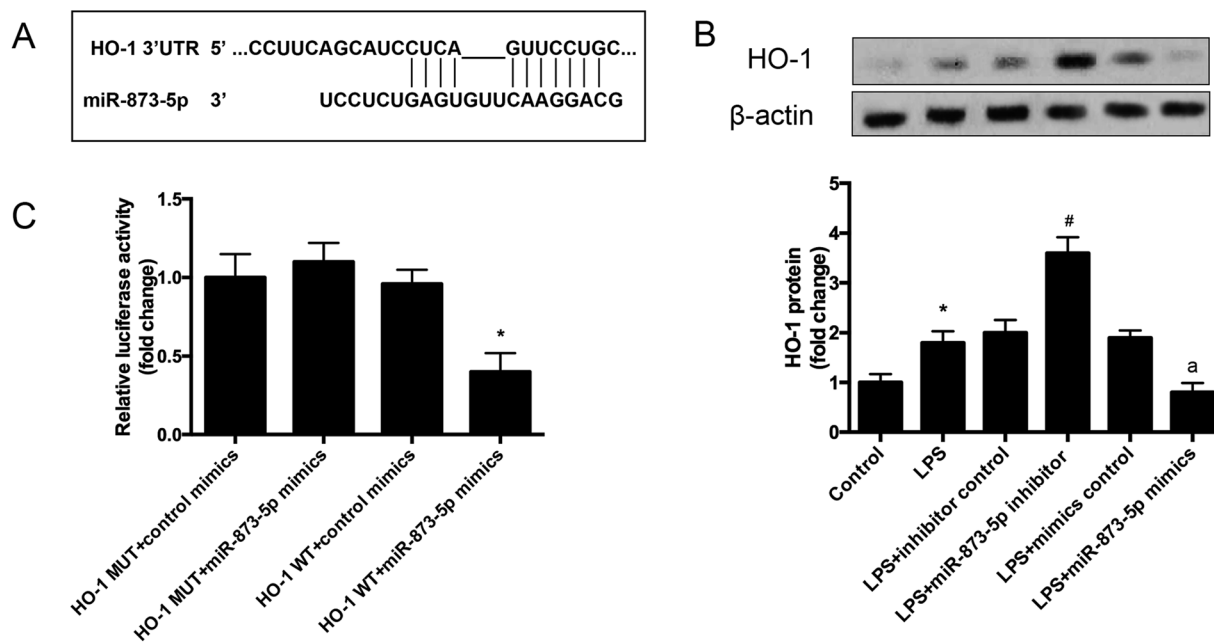 A
HO-1 3'UTR 5' ...CCUUCAGCAUCCUCA___GUUCCUGC...
miR-873-5p 3' UCCUCUGAGUGUUCAAGGACG
B
HO-1
β-actin
HO-1 protein
(fold change)
5
4
3
2
1
0
*
#
a
Control
LPS
LPS+inhibitor control
LPS+miR-873-5p inhibitor
LPS+mimics control
LPS+miR-873-5p mimics
C
Relative luciferase activity
(fold change)
1.5
1.0
0.5
0.0
*
HO-1 MUT+control mimics
HO-1 MUT+miR-873-5p mimics
HO-1 WT+control mimics
HO-1 WT+miR-873-5p mimics